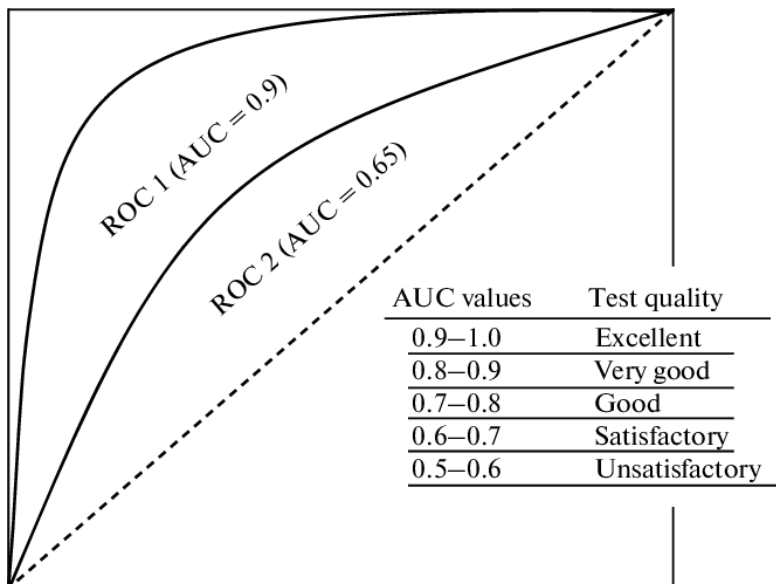 ROC 1 (AUC = 0.9)
ROC 2 (AUC = 0.65)
AUC values Test quality
0.9–1.0 Excellent
0.8–0.9 Very good
0.7–0.8 Good
0.6–0.7 Satisfactory
0.5–0.6 Unsatisfactory